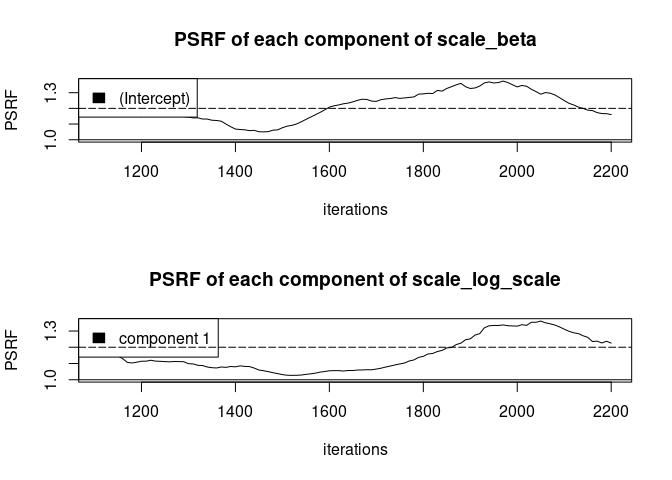 PSRF of each component of scale_beta
PSRF
1.3
1.0
(Intercept)
1200 1400 1600 1800 2000 2200
iterations
PSRF of each component of scale_log_scale
PSRF
1.3
1.0
component 1
1200 1400 1600 1800 2000 2200
iterations